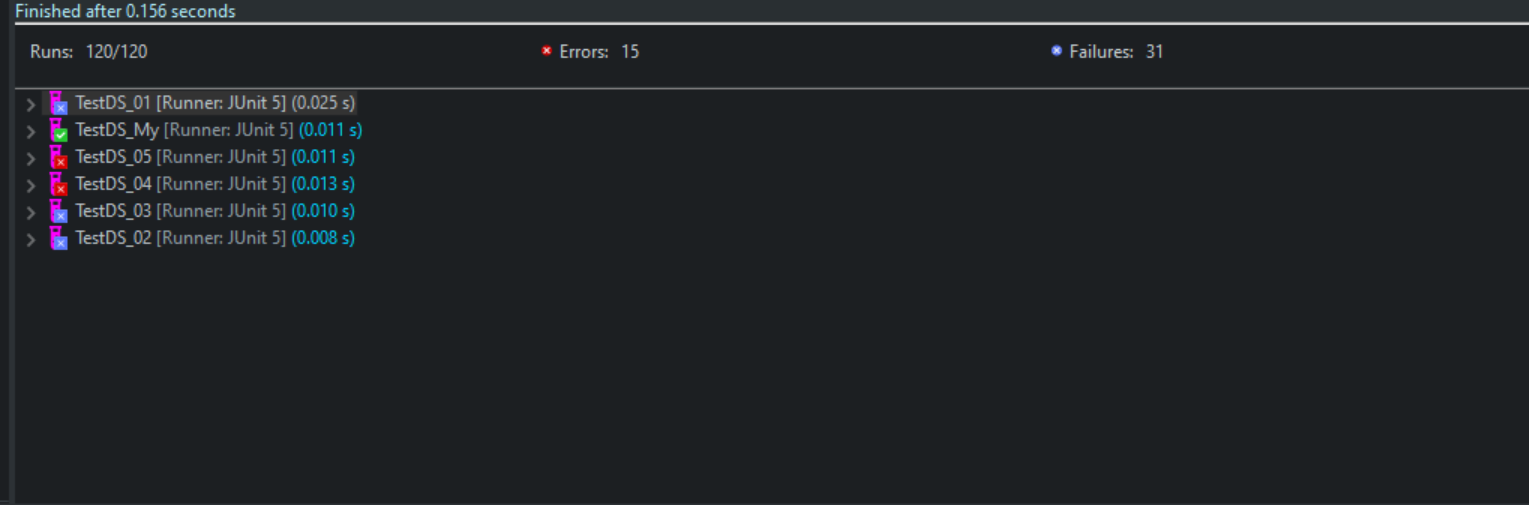 Finished after 0.156 seconds
Runs: 120/120 Errors: 15 Failures: 31
TestDS_01 [Runner: JUnit 5] (0.025 s)
TestDS_My [Runner: JUnit 5] (0.011 s)
TestDS_05 [Runner: JUnit 5] (0.011 s)
TestDS_04 [Runner: JUnit 5] (0.013 s)
TestDS_03 [Runner: JUnit 5] (0.010 s)
TestDS_02 [Runner: JUnit 5] (0.008 s)